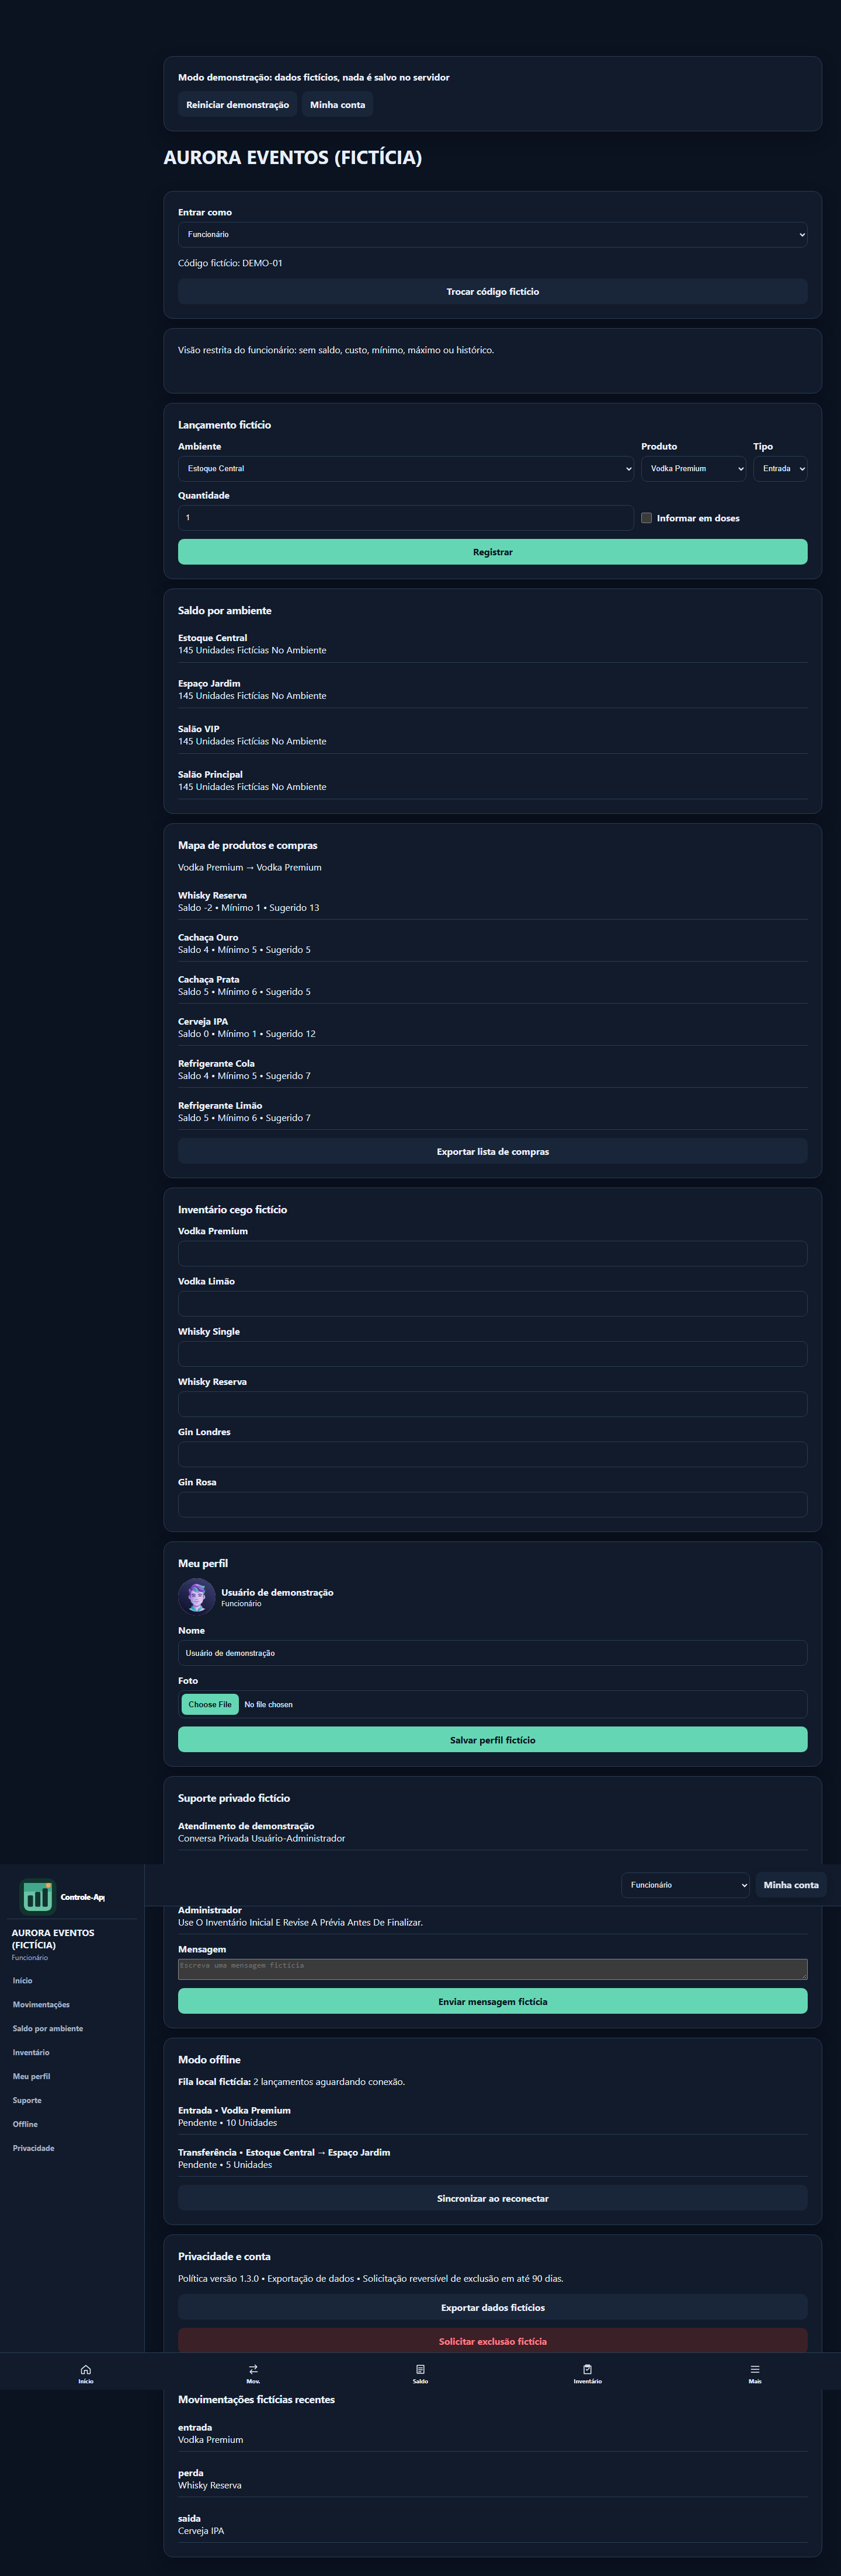 Modo demonstração: dados fictícios, nada é salvo no servidor
Reiniciar demonstração
Minha conta
AURORA EVENTOS (FICTÍCIA)
Entrar como
Funcionário
Código fictício: DEMO-01
Trocar código fictício
Visão restrita do funcionário: sem saldo, custo, mínimo, máximo ou histórico.
Lançamento fictício
Ambiente
Produto
Tipo
Estoque Central
Vodka Premium
Entrada
Quantidade
1
Informar em doses
Registrar
Saldo por ambiente
Estoque Central
145 Unidades Fictícias No Ambiente
Espaço Jardim
145 Unidades Fictícias No Ambiente
Salão VIP
145 Unidades Fictícias No Ambiente
Salão Principal
145 Unidades Fictícias No Ambiente
Mapa de produtos e compras
Vodka Premium → Vodka Premium
Whisky Reserva
Saldo -2 • Mínimo 1 • Sugerido 13
Cachaça Ouro
Saldo 4 • Mínimo 5 • Sugerido 5
Cachaça Prata
Saldo 5 • Mínimo 6 • Sugerido 5
Cerveja IPA
Saldo 0 • Mínimo 1 • Sugerido 12
Refrigerante Cola
Saldo 4 • Mínimo 5 • Sugerido 7
Refrigerante Limão
Saldo 5 • Mínimo 6 • Sugerido 7
Exportar lista de compras
Inventário cego fictício
Vodka Premium
Vodka Limão
Whisky Single
Whisky Reserva
Gin Londres
Gin Rosa
Meu perfil
Usuário de demonstração
Funcionário
Nome
Usuário de demonstração
Foto
Choose File
No file chosen
Salvar perfil fictício
Suporte privado fictício
Atendimento de demonstração
Conversa Privada Usuário-Administrador
Controle-Ap
Funcionário
Minha conta
AURORA EVENTOS
(FICTÍCIA)
Funcionário
Início
Movimentações
Saldo por ambiente
Inventário
Meu perfil
Suporte
Offline
Privacidade
Administrador
Use O Inventário Inicial E Revise A Prévia Antes De Finalizar.
Mensagem
Escreva uma mensagem fictícia
Enviar mensagem fictícia
Modo offline
Fila local fictícia: 2 lançamentos aguardando conexão.
Entrada • Vodka Premium
Pendente • 10 Unidades
Transferência • Estoque Central → Espaço Jardim
Pendente • 5 Unidades
Sincronizar ao reconectar
Privacidade e conta
Política versão 1.3.0 • Exportação de dados • Solicitação reversível de exclusão em até 90 dias.
Exportar dados fictícios
Solicitar exclusão fictícia
Início
Mov.
Saldo
Inventário
Mais
Movimentações fictícias recentes
entrada
Vodka Premium
perda
Whisky Reserva
saida
Cerveja IPA